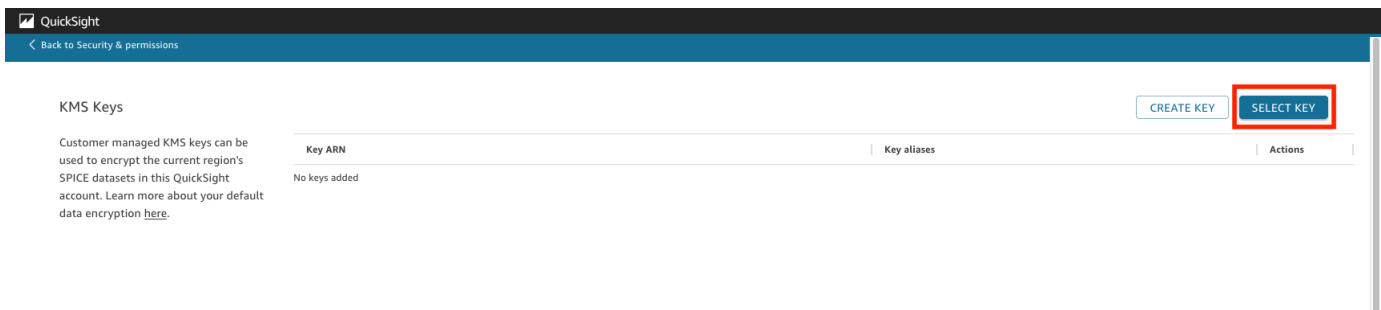 QuickSight
Back to Security & permissions
KMS Keys
CREATE KEY
SELECT KEY
Customer managed KMS keys can be
used to encrypt the current region's
SPICE datasets in this QuickSight
account. Learn more about your default
data encryption here.
Key ARN
Key aliases
Actions
No keys added